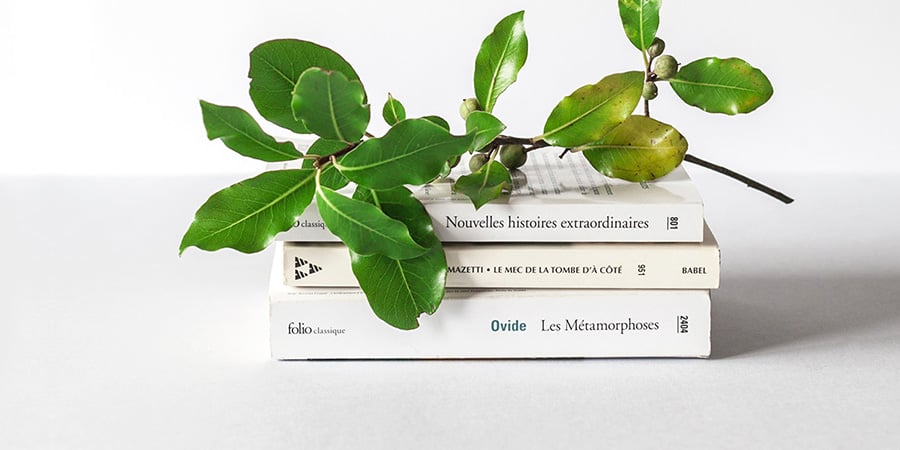 classique Nouvelles histoires extraordinaires 801
MAZETTI • LE MEC DE LA TOMBE D'À CÔTÉ 951 BABEL
folio classique Ovide Les Métamorphoses 2404